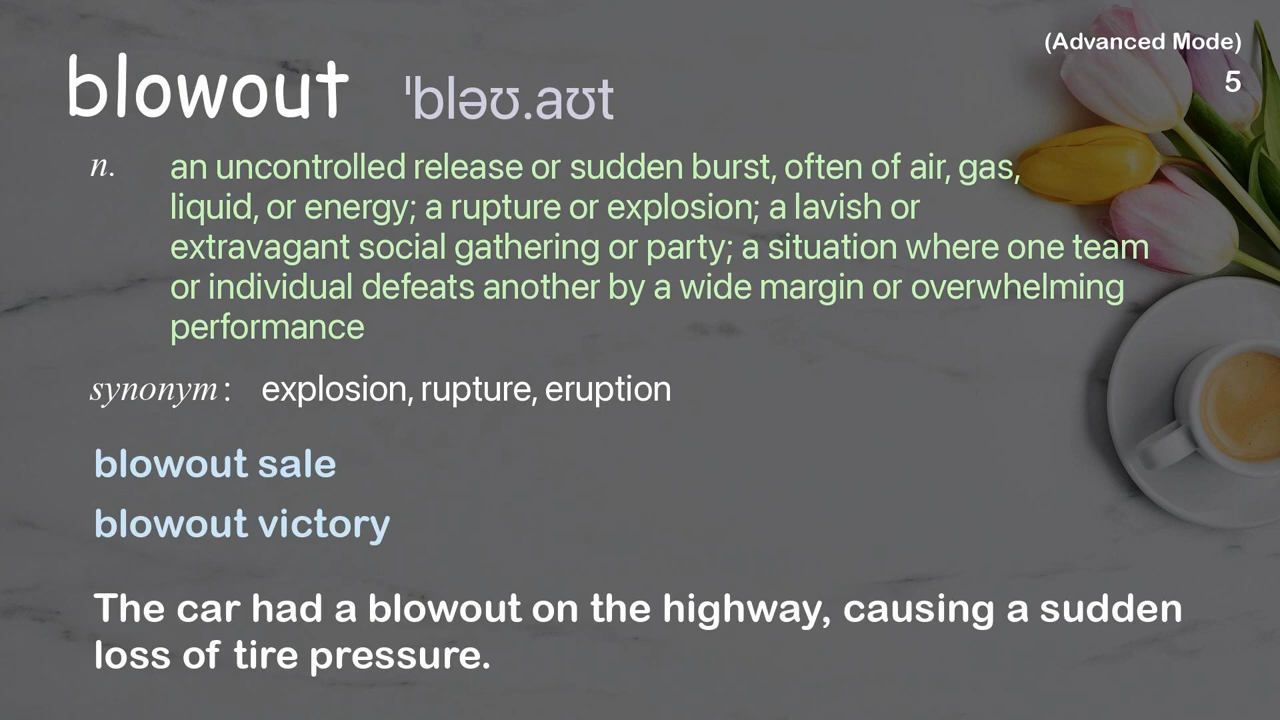 (Advanced Mode)
5
blowout ˈbləʊ.aʊt
n. an uncontrolled release or sudden burst, often of air, gas,
liquid, or energy; a rupture or explosion; a lavish or
extravagant social gathering or party; a situation where one team
or individual defeats another by a wide margin or overwhelming
performance
synonym: explosion, rupture, eruption
blowout sale
blowout victory
The car had a blowout on the highway, causing a sudden
loss of tire pressure.